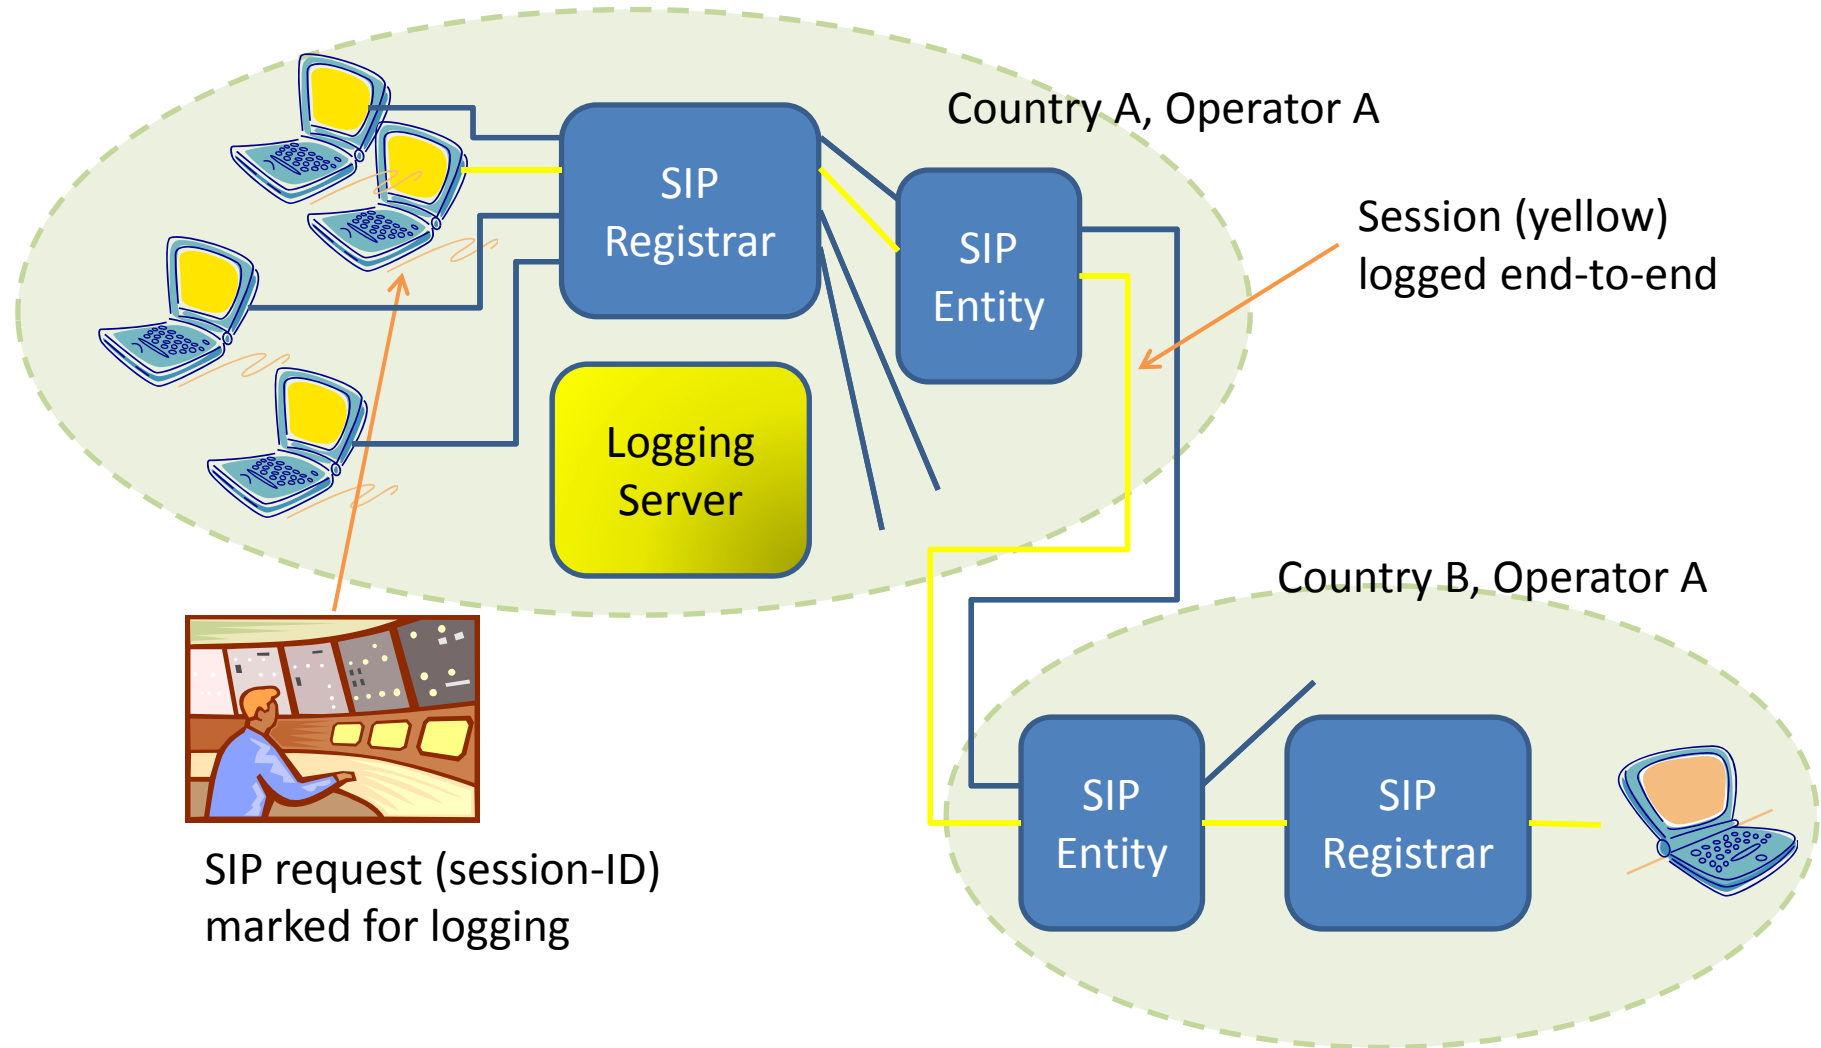 Country A, Operator A
SIP
Registrar
SIP
Entity
Session (yellow)
logged end-to-end
Logging
Server
Country B, Operator A
SIP
Entity
SIP
Registrar
SIP request (session-ID)
marked for logging